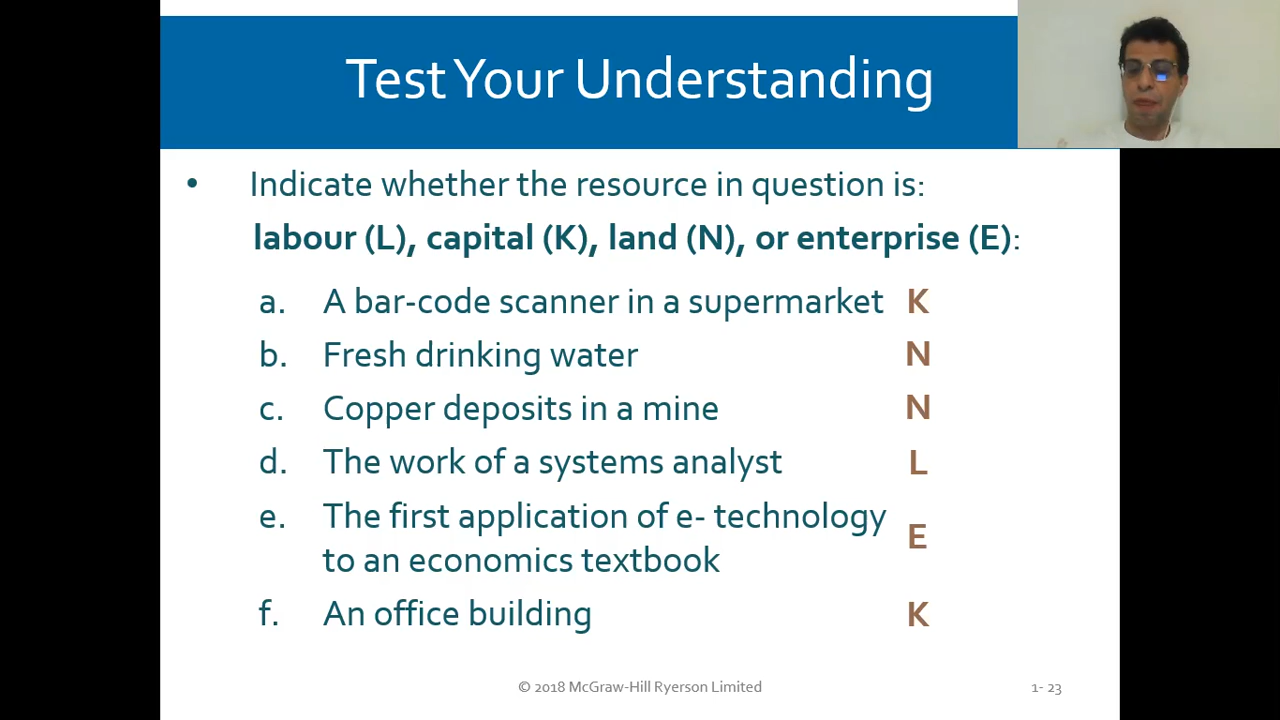 Test Your Understanding
• Indicate whether the resource in question is:
labour (L), capital (K), land (N), or enterprise (E):
a. A bar-code scanner in a supermarket K
b. Fresh drinking water N
c. Copper deposits in a mine N
d. The work of a systems analyst L
e. The first application of e- technology
to an economics textbook E
f. An office building K
© 2018 McGraw-Hill Ryerson Limited 1- 23